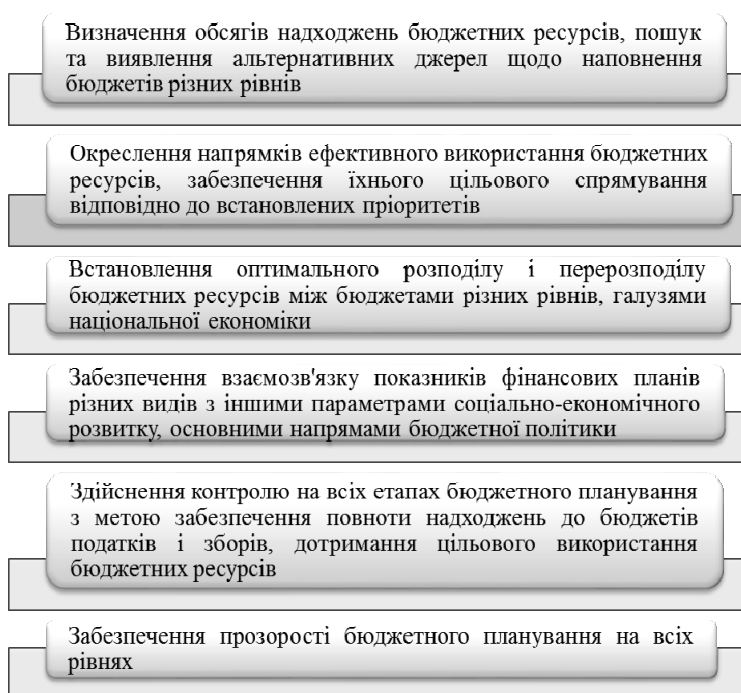 Визначення обсягів надходжень бюджетних ресурсів, пошук
та виявлення альтернативних джерел щодо наповнення
бюджетів різних рівнів
Окреслення напрямків ефективного використання бюджетних
ресурсів, забезпечення їхнього цільового спрямування
відповідно до встановлених пріоритетів
Встановлення оптимального розподілу і перерозподілу
бюджетних ресурсів між бюджетами різних рівнів, галузями
національної економіки
Забезпечення взаємозв'язку показників фінансових планів
різних видів з іншими параметрами соціально-економічного
розвитку, основними напрямами бюджетної політики
Здійснення контролю на всіх етапах бюджетного планування
з метою забезпечення повноти надходжень до бюджетів
податків і зборів, дотримання цільового використання
бюджетних ресурсів
Забезпечення прозорості бюджетного планування на всіх
рівнях